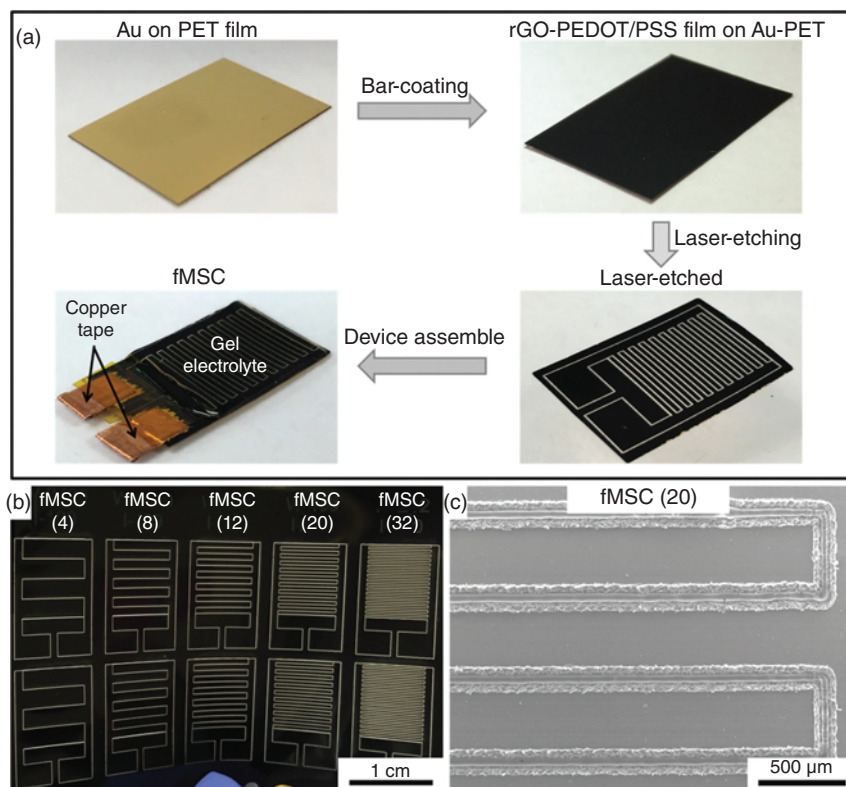 (a)
Au on PET film
rGO-PEDOT/PSS film on Au-PET
Bar-coating
Laser-etching
fMSC
Laser-etched
Copper
tape
Gel
electrolyte
Device assemble
(b)
fMSC
(4)
fMSC
(8)
fMSC
(12)
fMSC
(20)
fMSC
(32)
1 cm
(c)
fMSC (20)
500 µm